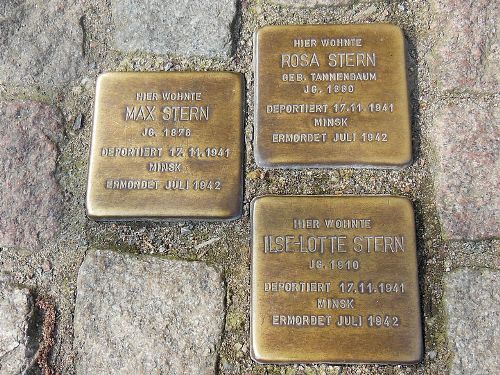 HIER WOHNTE
MAX STERN
JG. 1878
DEPORTIERT 17.11.1941
MINSK
ERMORDET JULI 1942
HIER WOHNTE
ROSA STERN
GEB. TANNENBAUM
JG. 1880
DEPORTIERT 17.11.1941
MINSK
ERMORDET JULI 1942
HIER WOHNTE
ILSE-LOTTE STERN
JG. 1910
DEPORTIERT 17.11.1941
MINSK
ERMORDET JULI 1942